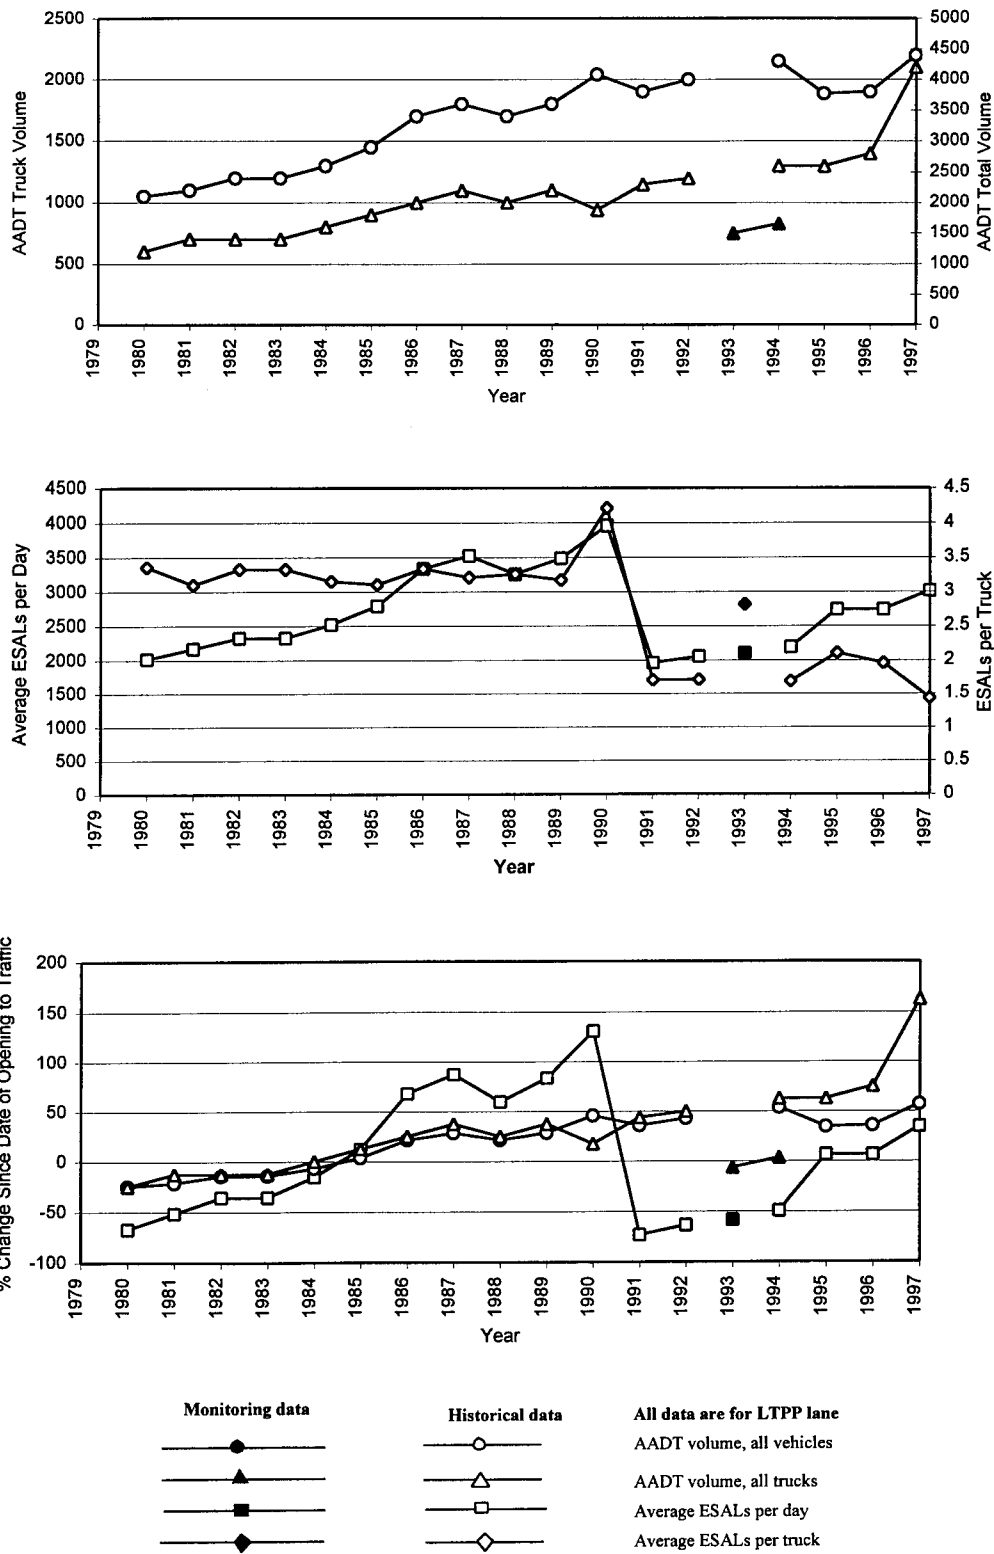 2500
2000
1500
1000
500
0
AADT Truck Volume
5000
4500
4000
3500
3000
2500
2000
1500
1000
500
0
AADT Total Volume
1979 1980 1981 1982 1983 1984 1985 1986 1987 1988 1989 1990 1991 1992 1993 1994 1995 1996 1997
Year
4500
4000
3500
3000
2500
2000
1500
1000
500
0
Average ESALs per Day
4.5
4
3.5
3
2.5
2
1.5
1
0.5
0
ESALs per Truck
1979 1980 1981 1982 1983 1984 1985 1986 1987 1988 1989 1990 1991 1992 1993 1994 1995 1996 1997
Year
200
150
100
50
0
-50
-100
% Change Since Date of Opening to Traffic
1979 1980 1981 1982 1983 1984 1985 1986 1987 1988 1989 1990 1991 1992 1993 1994 1995 1996 1997
Year
Monitoring data Historical data All data are for LTPP lane
AADT volume, all vehicles
AADT volume, all trucks
Average ESALs per day
Average ESALs per truck